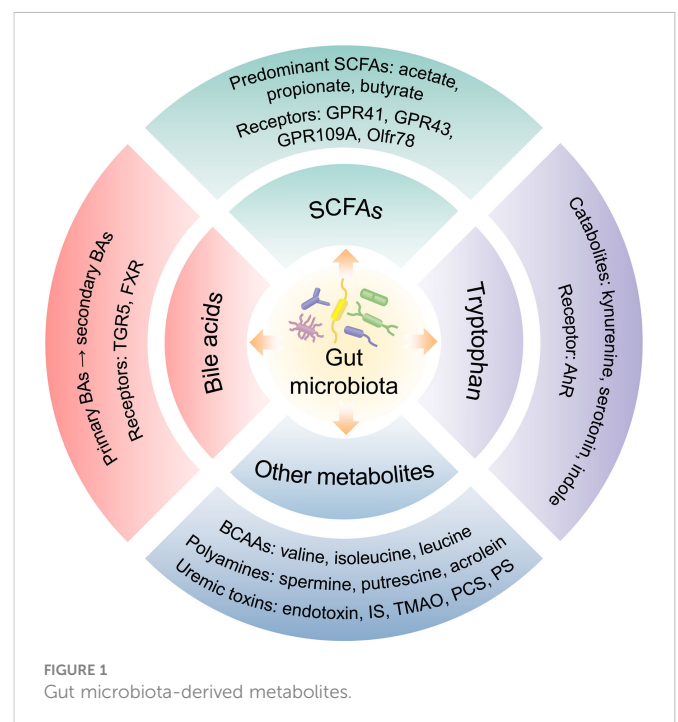 Predominant SCFAs: acetate,
propionate, butyrate
Receptors: GPR41, GPR43,
GPR109A, Olfr78
SCFAs
Primary BAs → secondary BAs
Receptors: TGR5, FXR
Bile acids
Gut
microbiota
Tryptophan
Catabolites: kynurenine, serotonin, indole
Receptor: AhR
Other metabolites
BCAAs: valine, isoleucine, leucine
Polyamines: spermine, putrescine, acrolein
Uremic toxins: endotoxin, IS, TMAO, PCS, PS
FIGURE 1
Gut microbiota-derived metabolites.